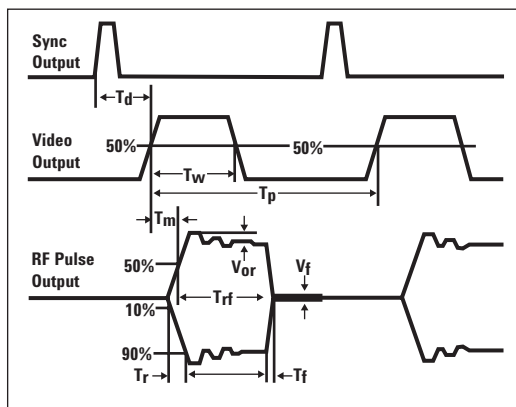 Sync
Output
Td
Video
Output
50%
50%
Tw
Tp
Tm
RF Pulse
Output
50%
Vor
Vf
Trf
10%
90%
Tr
Tf